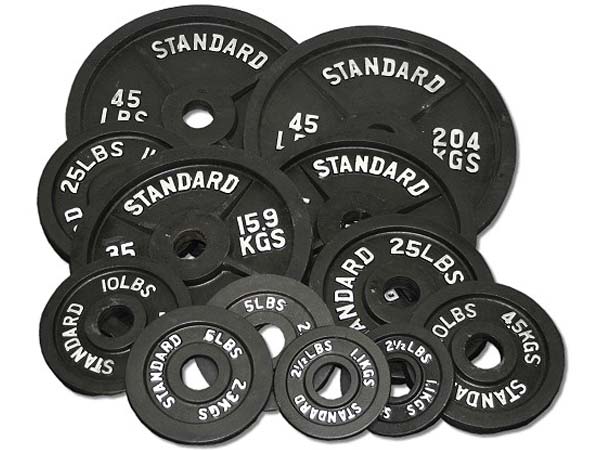 STANDARD
45
LBS
STANDARD
45
LBS
20.4
KGS
25LBS
STANDARD
35
15.9
KGS
STANDARD
STANDARD
25LBS
10LBS
STANDARD
5LBS
STANDARD
5LBS
2.3KGS
2½LBS
1.1KGS
STANDARD
2½LBS
1.1KGS
4.5KGS
STANDARD